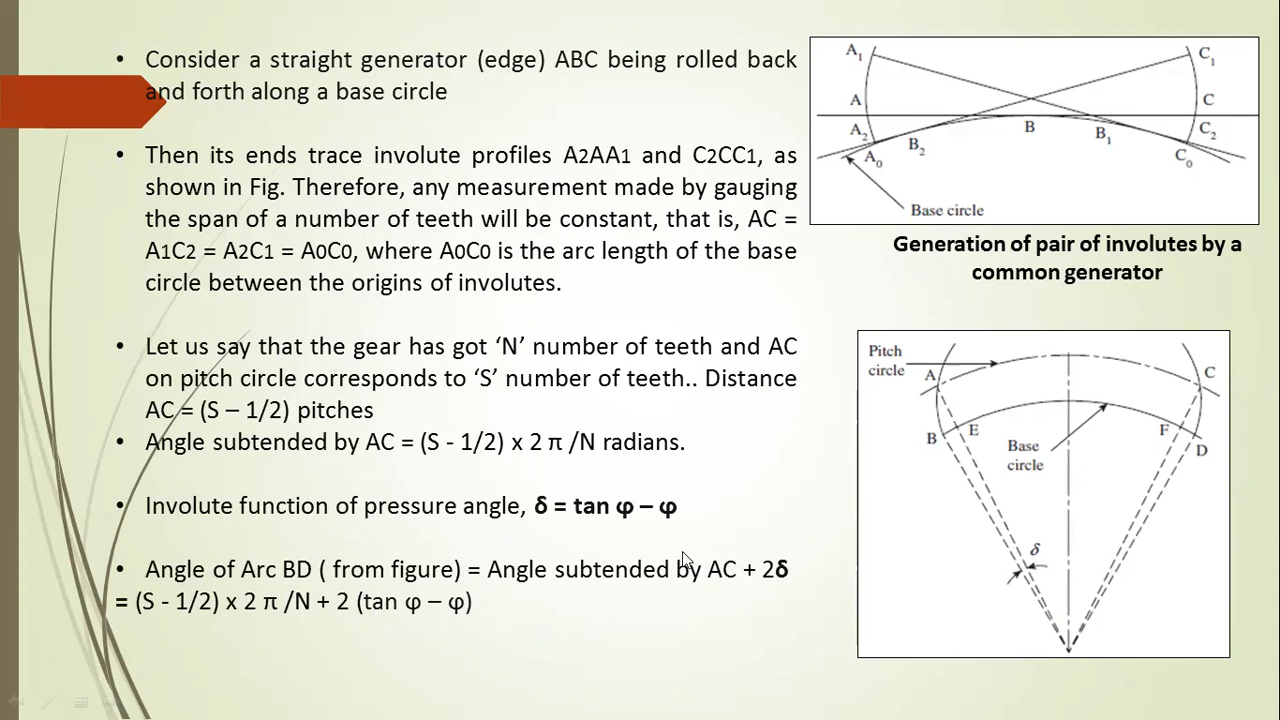 • Consider a straight generator (edge) ABC being rolled back
and forth along a base circle
• Then its ends trace involute profiles A2AA1 and C2CC1, as
shown in Fig. Therefore, any measurement made by gauging
the span of a number of teeth will be constant, that is, AC =
A1C2 = A2C1 = A0C0, where A0C0 is the arc length of the base
circle between the origins of involutes.
• Let us say that the gear has got ‘N’ number of teeth and AC
on pitch circle corresponds to ‘S’ number of teeth.. Distance
AC = (S – 1/2) pitches
• Angle subtended by AC = (S - 1/2) x 2 π /N radians.
• Involute function of pressure angle, δ = tan φ – φ
• Angle of Arc BD ( from figure) = Angle subtended by AC + 2δ
= (S - 1/2) x 2 π /N + 2 (tan φ – φ)
A₁
C₁
A
C
A₂
B₂
B
B₁
C₂
A₀
C₀
Base circle
Generation of pair of involutes by a
common generator
Pitch
circle
A
C
B
E
F
D
Base
circle
δ